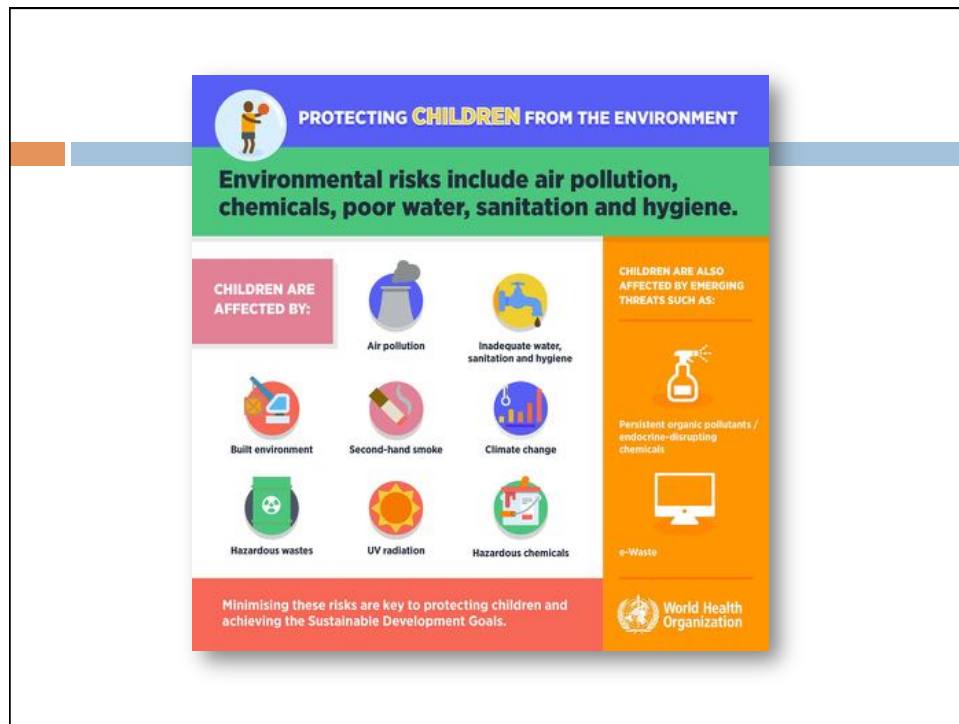 PROTECTING CHILDREN FROM THE ENVIRONMENT
Environmental risks include air pollution,
chemicals, poor water, sanitation and hygiene.
CHILDREN ARE
AFFECTED BY:
Air pollution
Inadequate water,
sanitation and hygiene
Built environment
Second-hand smoke
Climate change
Hazardous wastes
UV radiation
Hazardous chemicals
CHILDREN ARE ALSO
AFFECTED BY EMERGING
THREATS SUCH AS:
Persistent organic pollutants /
endocrine-disrupting
chemicals
e-Waste
Minimising these risks are key to protecting children and
achieving the Sustainable Development Goals.
World Health
Organization